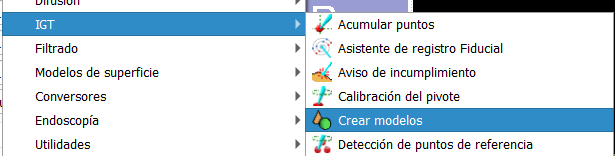 Difusión
IGT
Filtrado
Modelos de superficie
Conversores
Endoscopía
Utilidades
Acumular puntos
Asistente de registro Fiducial
Aviso de incumplimiento
Calibración del pivote
Crear modelos
Detección de puntos de referencia